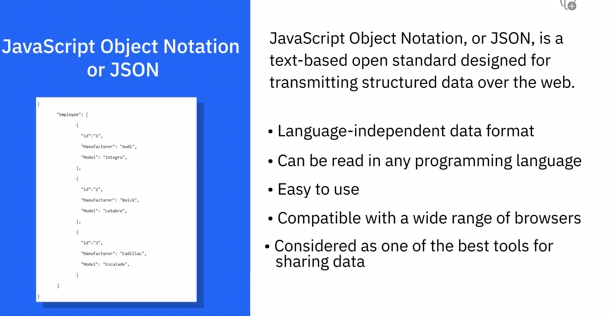 JavaScript Object Notation
or JSON
{
"Employee": [
{
"id":"1",
"Manufacturer": "Audi",
"Model": "Integra",
},
{
"id":"2",
"Manufacturer": "Buick",
"Model": "LeSabre",
},
{
"id":"3",
"Manufacturer": "Cadillac",
"Model": "Escalade",
}
]
}
JavaScript Object Notation, or JSON, is a
text-based open standard designed for
transmitting structured data over the web.
• Language-independent data format
• Can be read in any programming language
• Easy to use
• Compatible with a wide range of browsers
• Considered as one of the best tools for
sharing data